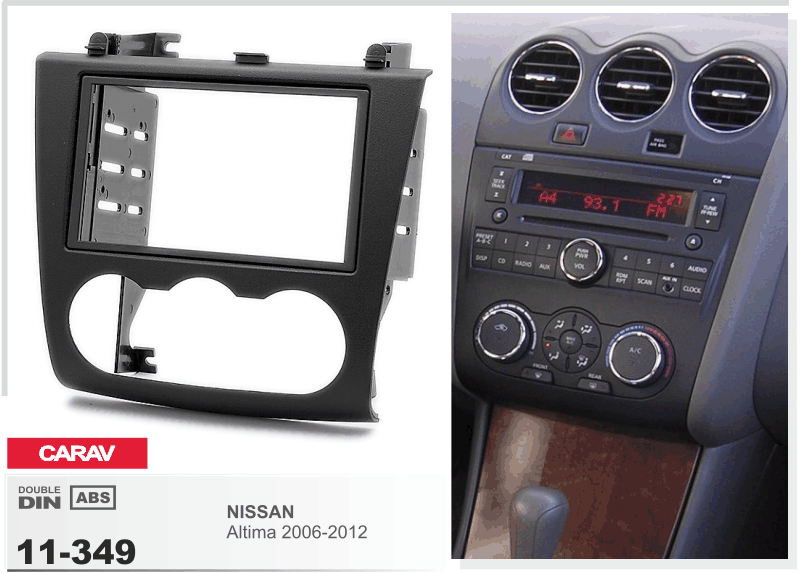 CARAV
DOUBLE
DIN
ABS
11-349
NISSAN
Altima 2006-2012
PASS
AIR BAG
CAT
CH
SEEK
TRACK
A4 93.1 FM
2:27
TUNE
FF·REW
PRESET
A·B·C
1 2 3
PUSH
PWR
VOL
4 5 6
AUDIO
DISP
CD
RADIO
AUX
RDM
RPT
SCAN
AUX IN
CLOCK
A/C
FRONT
REAR